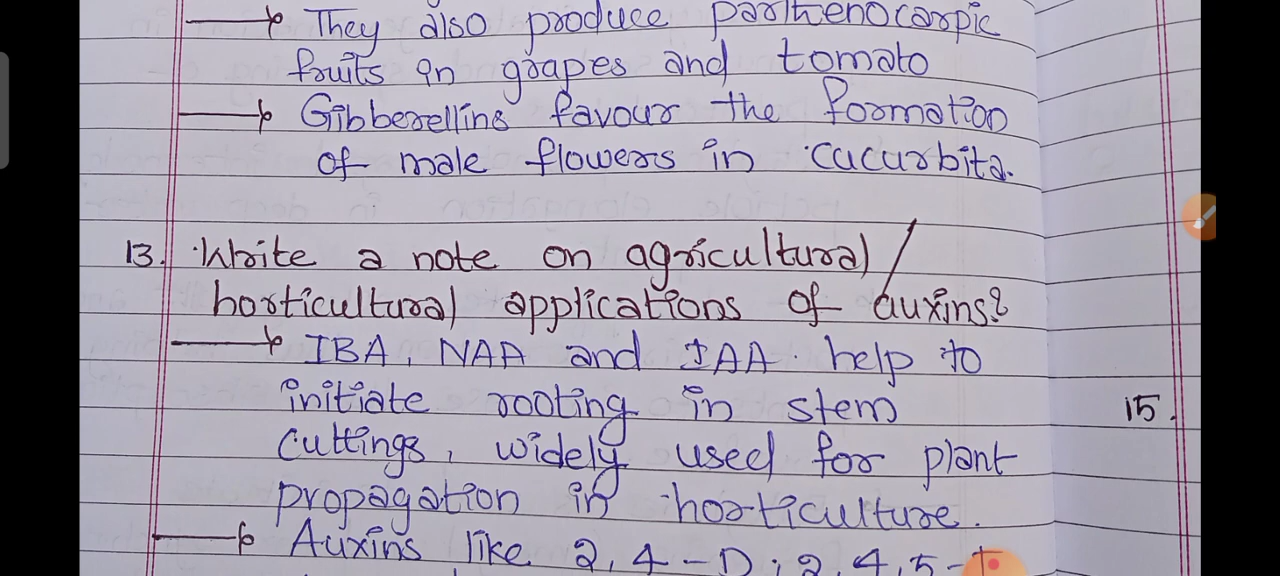 → They also produce parthenocarpic
fruits in grapes and tomato
→ Gibberellins favour the formation
of male flowers in Cucurbita.
13. Write a note on agricultural/
horticultural applications of auxins?
→ IBA, NAA and IAA help to
initiate rooting in stem
15.
cuttings, widely used for plant
propagation in horticulture.
→ Auxins like 2,4-D; 2,4,5-T